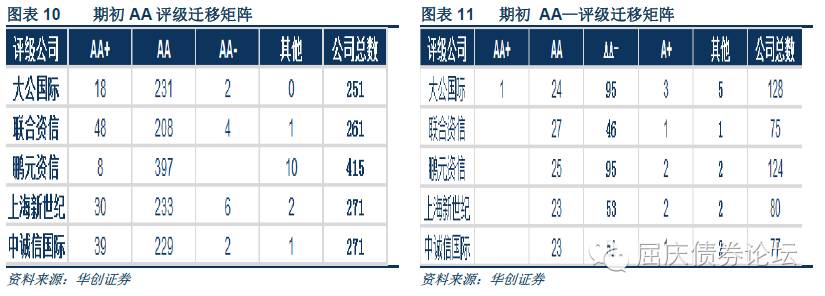 图表 10 期初 AA 评级迁移矩阵
评级公司 AA+ AA AA- 其他 公司总数
大公国际 18 231 2 0 251
联合资信 48 208 4 1 261
鹏元资信 8 397 10 415
上海新世纪 30 233 6 2 271
中诚信国际 39 229 2 1 271
资料来源：华创证券
图表 11 期初 AA—评级迁移矩阵
评级公司 AA+ AA AA- A+ 其他 公司总数
大公国际 1 24 95 3 5 128
联合资信 27 46 1 1 75
鹏元资信 25 95 2 2 124
上海新世纪 23 53 2 2 80
中诚信国际 23 1 2 77
资料来源：华创证券
屈庆债券论坛